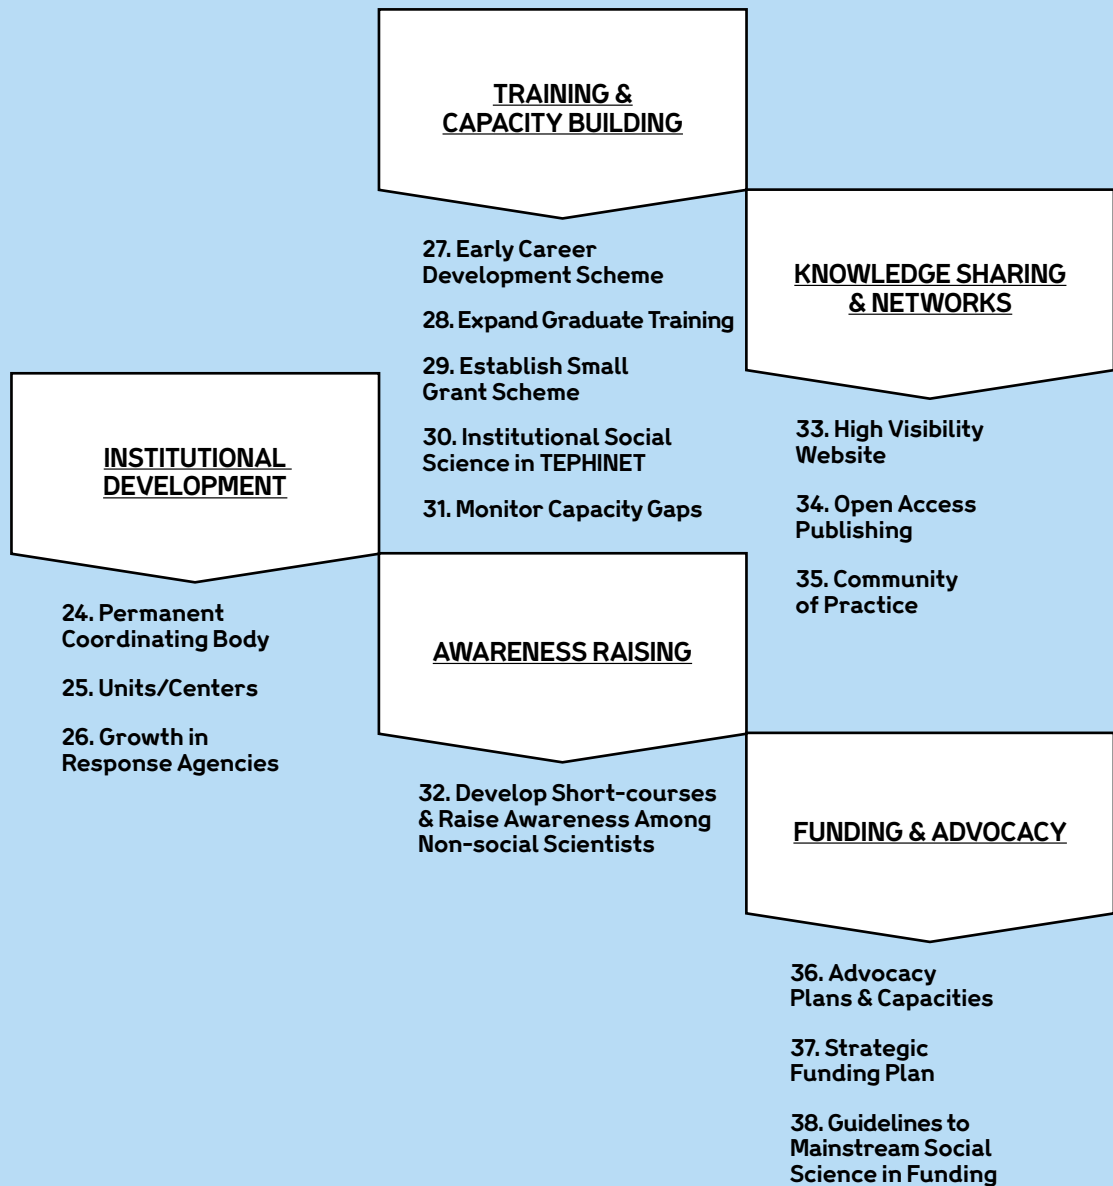 TRAINING &
CAPACITY BUILDING
27. Early Career
Development Scheme
28. Expand Graduate Training
29. Establish Small
Grant Scheme
30. Institutional Social
Science in TEPHINET
31. Monitor Capacity Gaps
KNOWLEDGE SHARING
& NETWORKS
33. High Visibility
Website
34. Open Access
Publishing
35. Community
of Practice
INSTITUTIONAL
DEVELOPMENT
24. Permanent
Coordinating Body
25. Units/Centers
26. Growth in
Response Agencies
AWARENESS RAISING
32. Develop Short-courses
& Raise Awareness Among
Non-social Scientists
FUNDING & ADVOCACY
36. Advocacy
Plans & Capacities
37. Strategic
Funding Plan
38. Guidelines to
Mainstream Social
Science in Funding